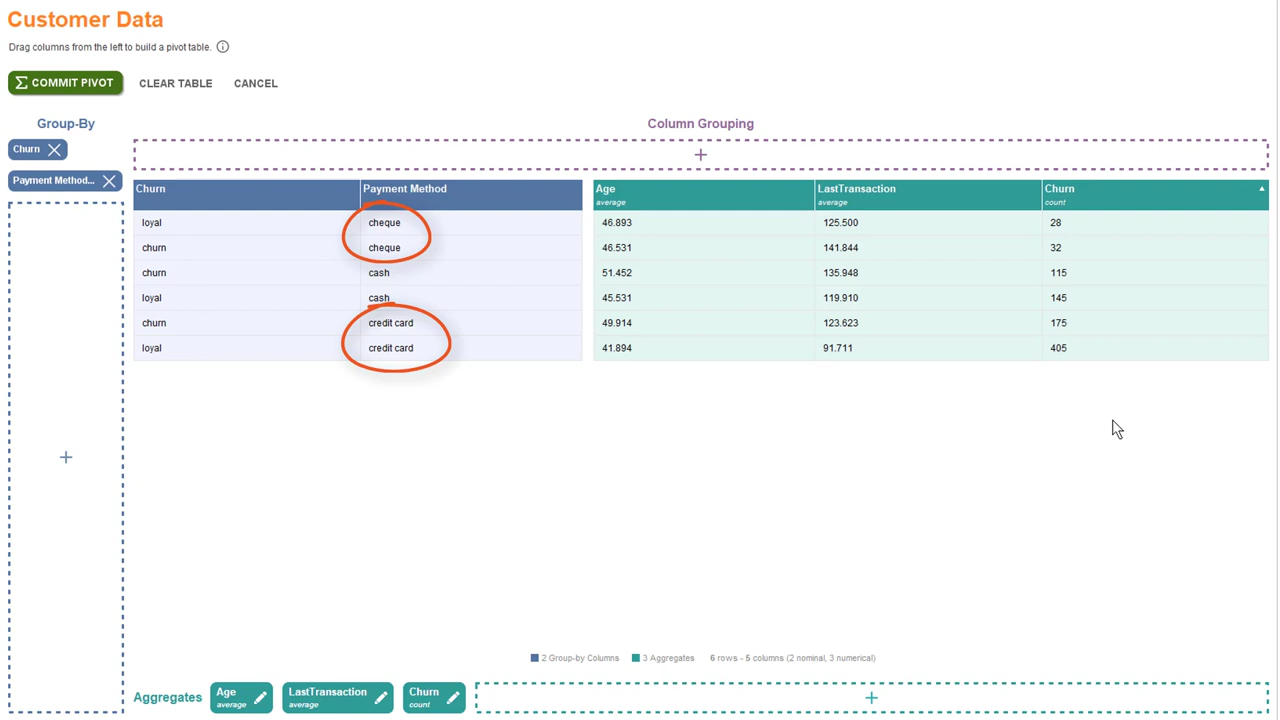 Customer Data
Drag columns from the left to build a pivot table.
Σ COMMIT PIVOT CLEAR TABLE CANCEL
Group-By Column Grouping
Churn
Payment Method...
Churn Payment Method Age average LastTransaction average Churn count
loyal cheque 46.893 125.500 28
churn cheque 46.531 141.844 32
churn cash 51.452 135.948 115
loyal cash 45.531 119.910 145
churn credit card 49.914 123.623 175
loyal credit card 41.894 91.711 405
2 Group-by Columns 3 Aggregates 6 rows - 5 columns (2 nominal, 3 numerical)
Aggregates Age average LastTransaction average Churn count